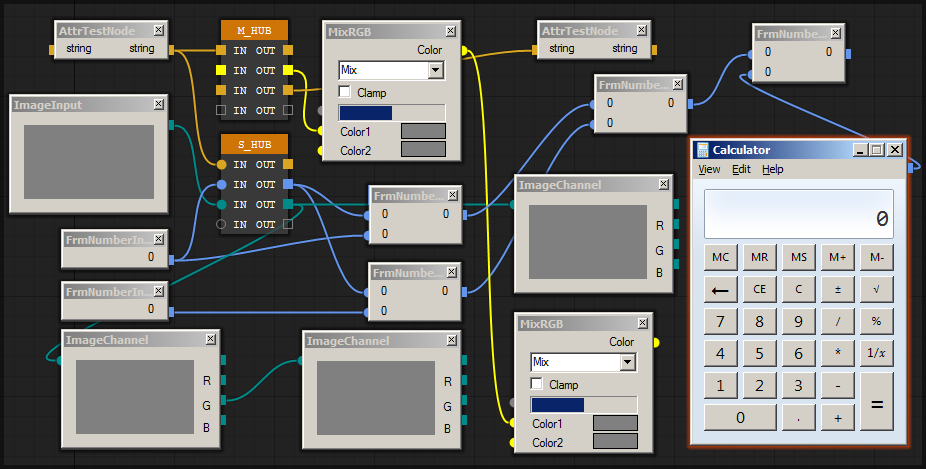 AttrTestNode
string string
M_HUB
IN OUT
IN OUT
IN OUT
IN OUT
MixRGB
Color
Mix
Clamp
Color1
Color2
AttrTestNode
string string
FrmNumbe...
0 0
0
ImageInput
S_HUB
IN OUT
IN OUT
IN OUT
IN OUT
FrmNumbe...
0 0
0
Calculator
View Edit Help
0
MC MR MS M+ M-
← CE C ± √
7 8 9 / %
4 5 6 * 1/x
1 2 3 - =
0 . +
FrmNumberIn...
0
FrmNumberIn...
0
FrmNumbe...
0 0
0
FrmNumbe...
0 0
0
ImageChannel
R
G
B
ImageChannel
R
G
B
ImageChannel
R
G
B
MixRGB
Color
Mix
Clamp
Color1
Color2